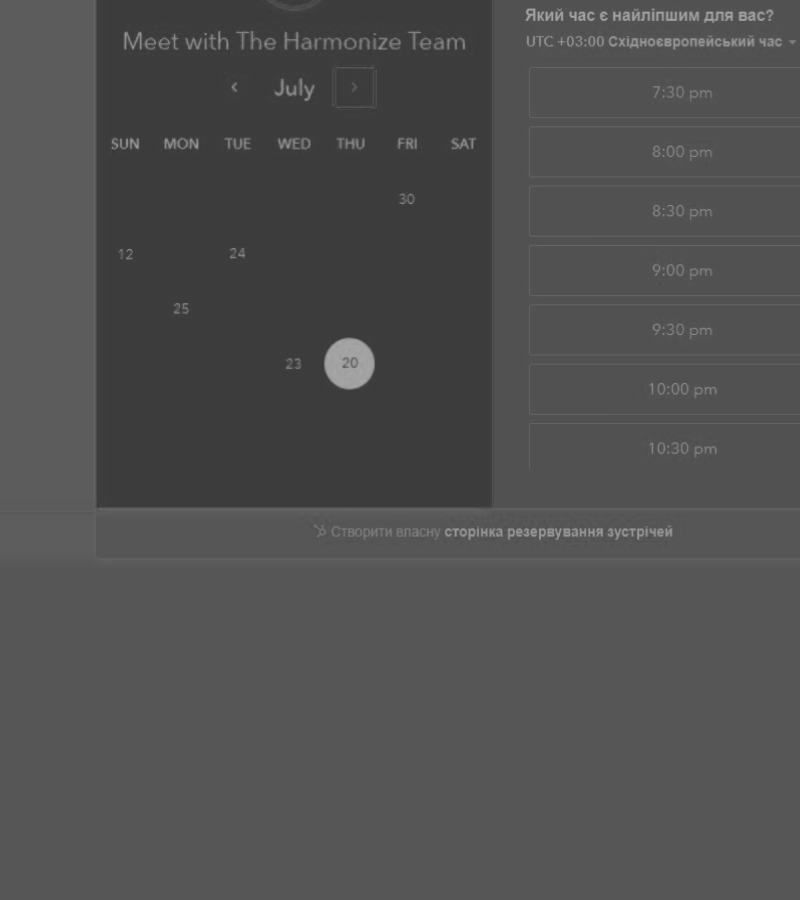 Який час є найліпшим для вас?
Meet with The Harmonize Team
UTC +03:00 Східноєвропейський час
July
7:30 pm
SUN MON TUE WED THU FRI SAT
8:00 pm
30
8:30 pm
12 24
9:00 pm
25
9:30 pm
23 20
10:00 pm
10:30 pm
Створити власну сторінка резервування зустрічей